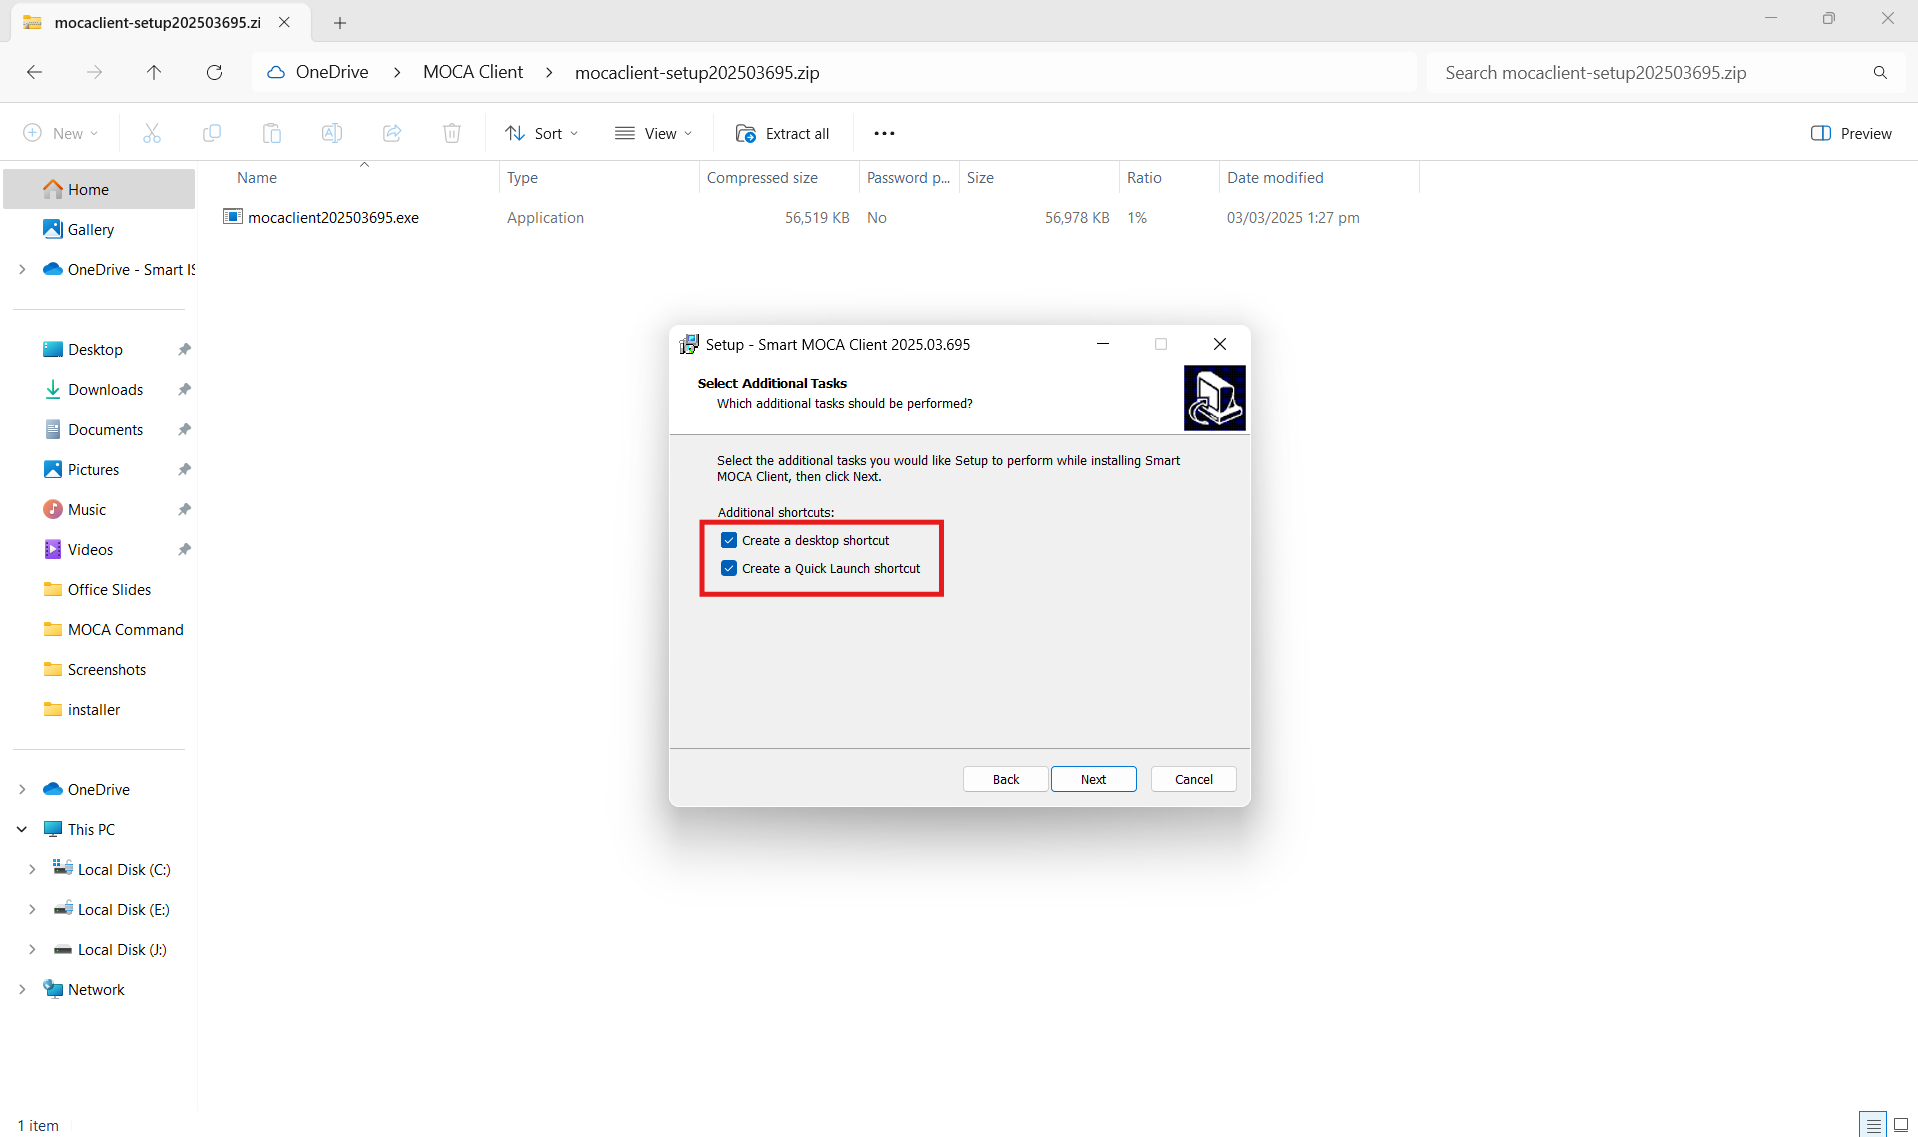 mocaclient-setup202503695.zi
OneDrive > MOCA Client > mocaclient-setup202503695.zip
Search mocaclient-setup202503695.zip
New
Sort
View
Extract all
Preview
Name
Type
Compressed size
Password p...
Size
Ratio
Date modified
mocaclient202503695.exe
Application
56,519 KB
No
56,978 KB
1%
03/03/2025 1:27 pm
Home
Gallery
OneDrive - Smart IS
Desktop
Downloads
Documents
Pictures
Music
Videos
Office Slides
MOCA Command
Screenshots
installer
OneDrive
This PC
Local Disk (C:)
Local Disk (E:)
Local Disk (J:)
Network
1 item
Setup - Smart MOCA Client 2025.03.695
Select Additional Tasks
Which additional tasks should be performed?
Select the additional tasks you would like Setup to perform while installing Smart
MOCA Client, then click Next.
Additional shortcuts:
Create a desktop shortcut
Create a Quick Launch shortcut
Back
Next
Cancel